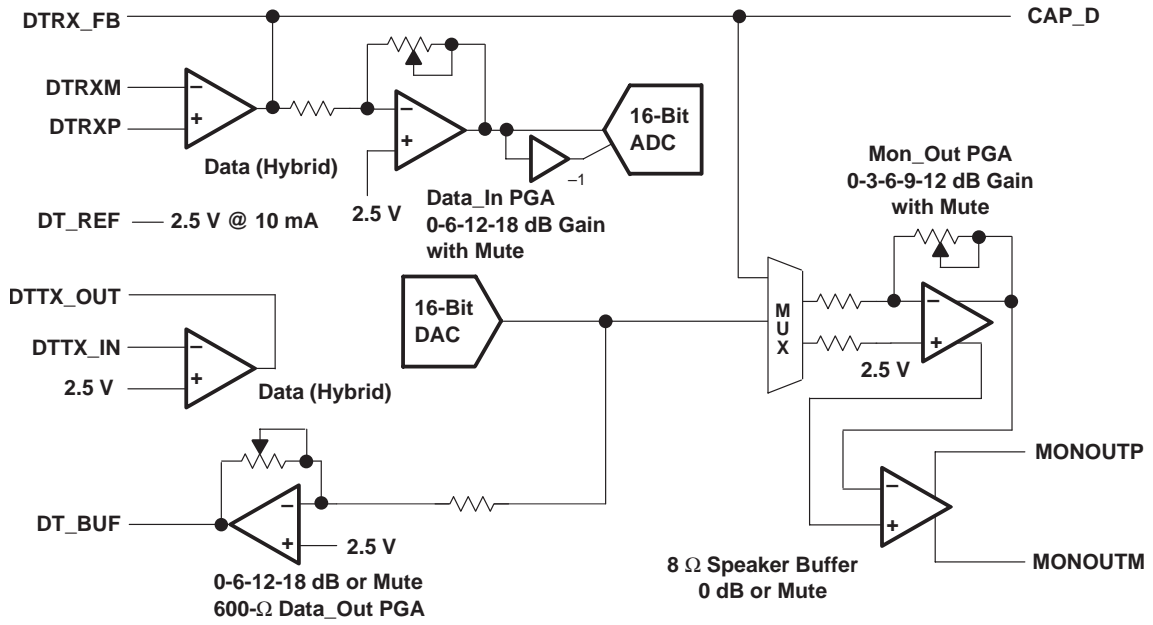 DTRX_FB
CAP_D
DTRXM
DTRXP
−
+
Data (Hybrid)
−
+
2.5 V
16-Bit
ADC
–1
Data_In PGA
0-6-12-18 dB Gain
with Mute
DT_REF
2.5 V @ 10 mA
Mon_Out PGA
0-3-6-9-12 dB Gain
with Mute
DTTX_OUT
DTTX_IN
2.5 V
−
+
Data (Hybrid)
16-Bit
DAC
M
U
X
−
+
2.5 V
DT_BUF
−
+
2.5 V
0-6-12-18 dB or Mute
600-Ω Data_Out PGA
−
+
8 Ω Speaker Buffer
0 dB or Mute
MONOUTP
MONOUTM